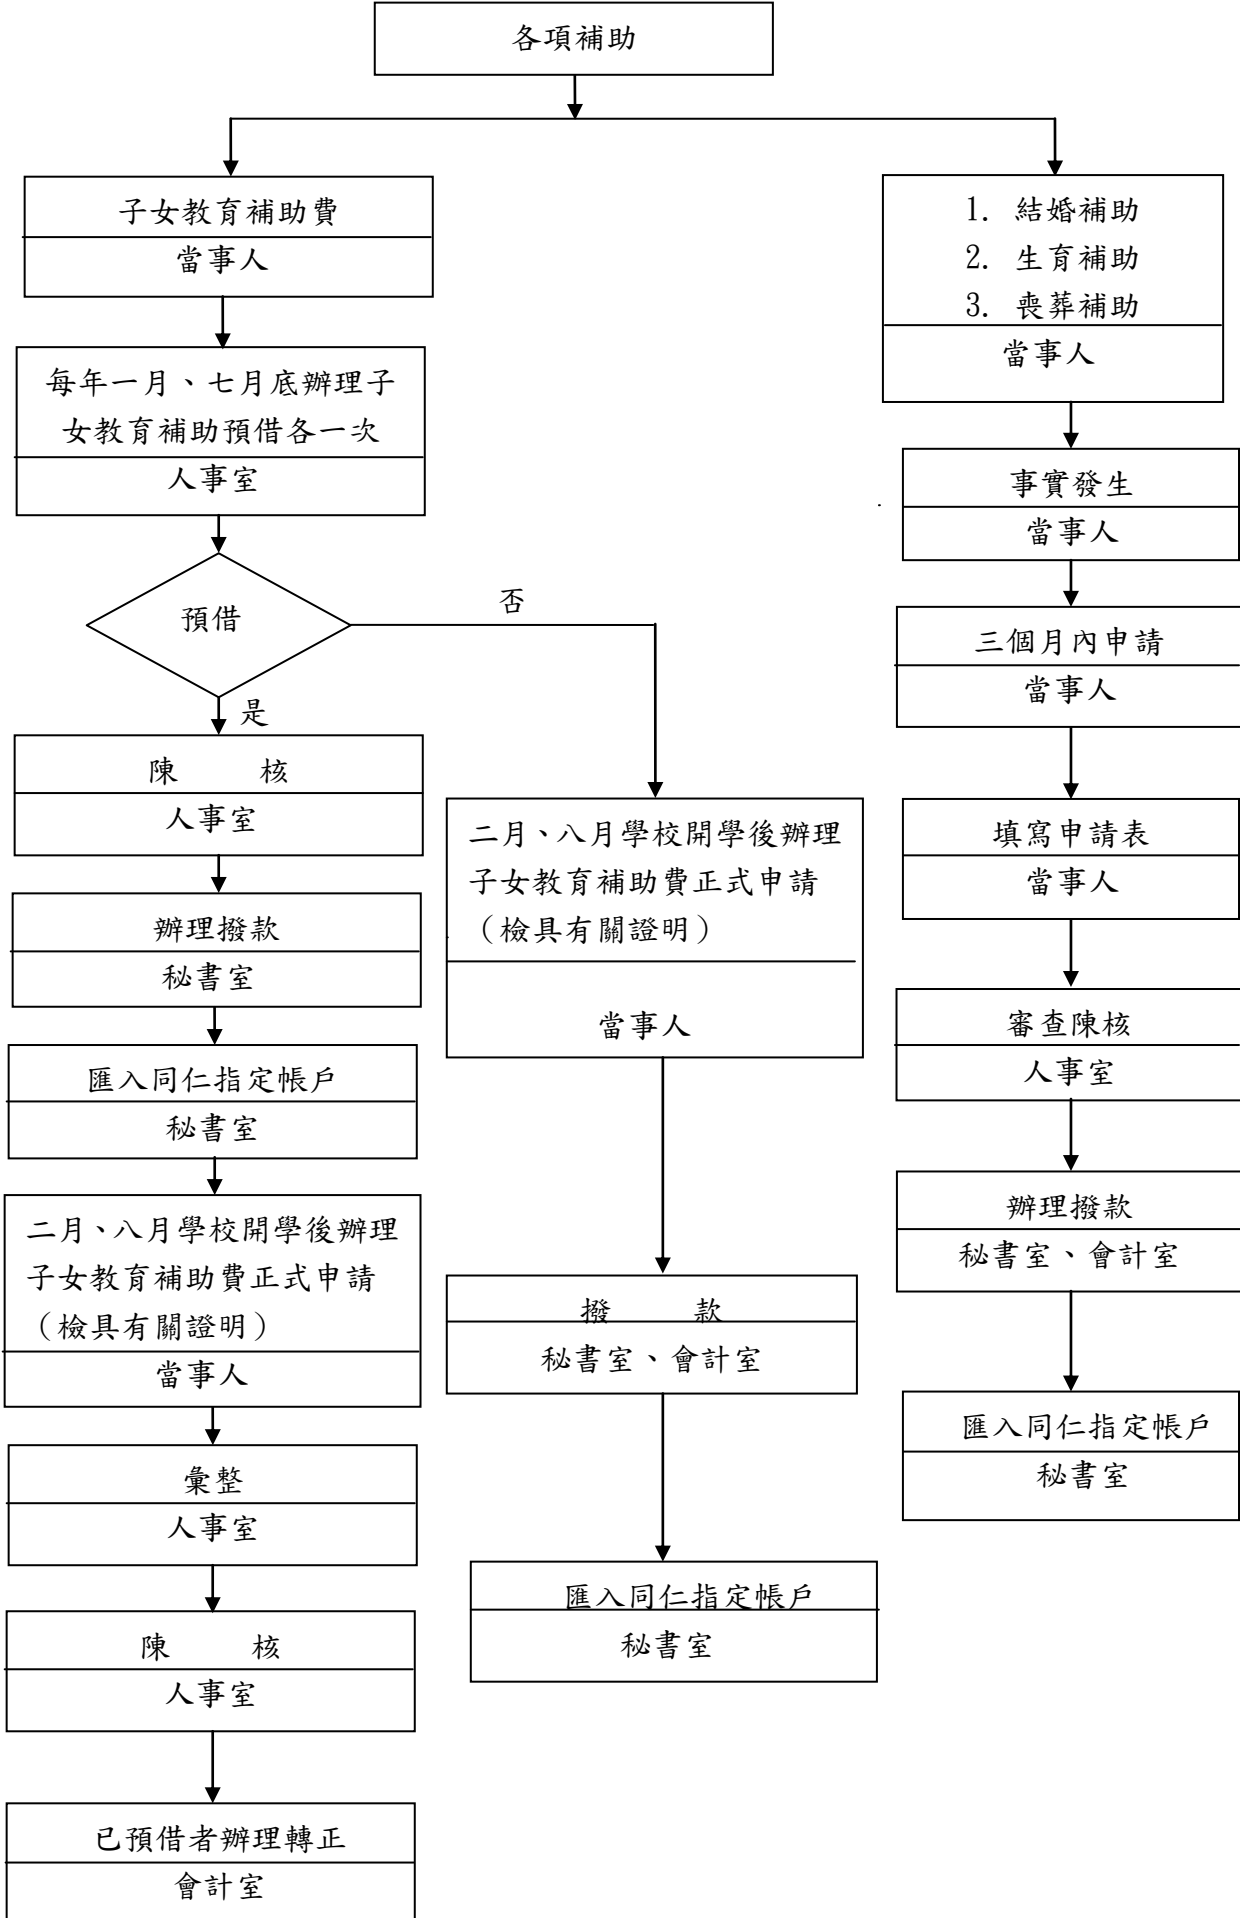 各項補助
子女教育補助費
當事人
每年一月、七月底辦理子
女教育補助預借各一次
人事室
預借
否
是
陳　　核
人事室
辦理撥款
秘書室
匯入同仁指定帳戶
秘書室
二月、八月學校開學後辦理
子女教育補助費正式申請
（檢具有關證明）
當事人
彙整
人事室
陳　　核
人事室
已預借者辦理轉正
會計室
二月、八月學校開學後辦理
子女教育補助費正式申請
（檢具有關證明）
當事人
撥　　款
秘書室、會計室
匯入同仁指定帳戶
秘書室
1. 結婚補助
2. 生育補助
3. 喪葬補助
當事人
事實發生
當事人
三個月內申請
當事人
填寫申請表
當事人
審查陳核
人事室
辦理撥款
秘書室、會計室
匯入同仁指定帳戶
秘書室